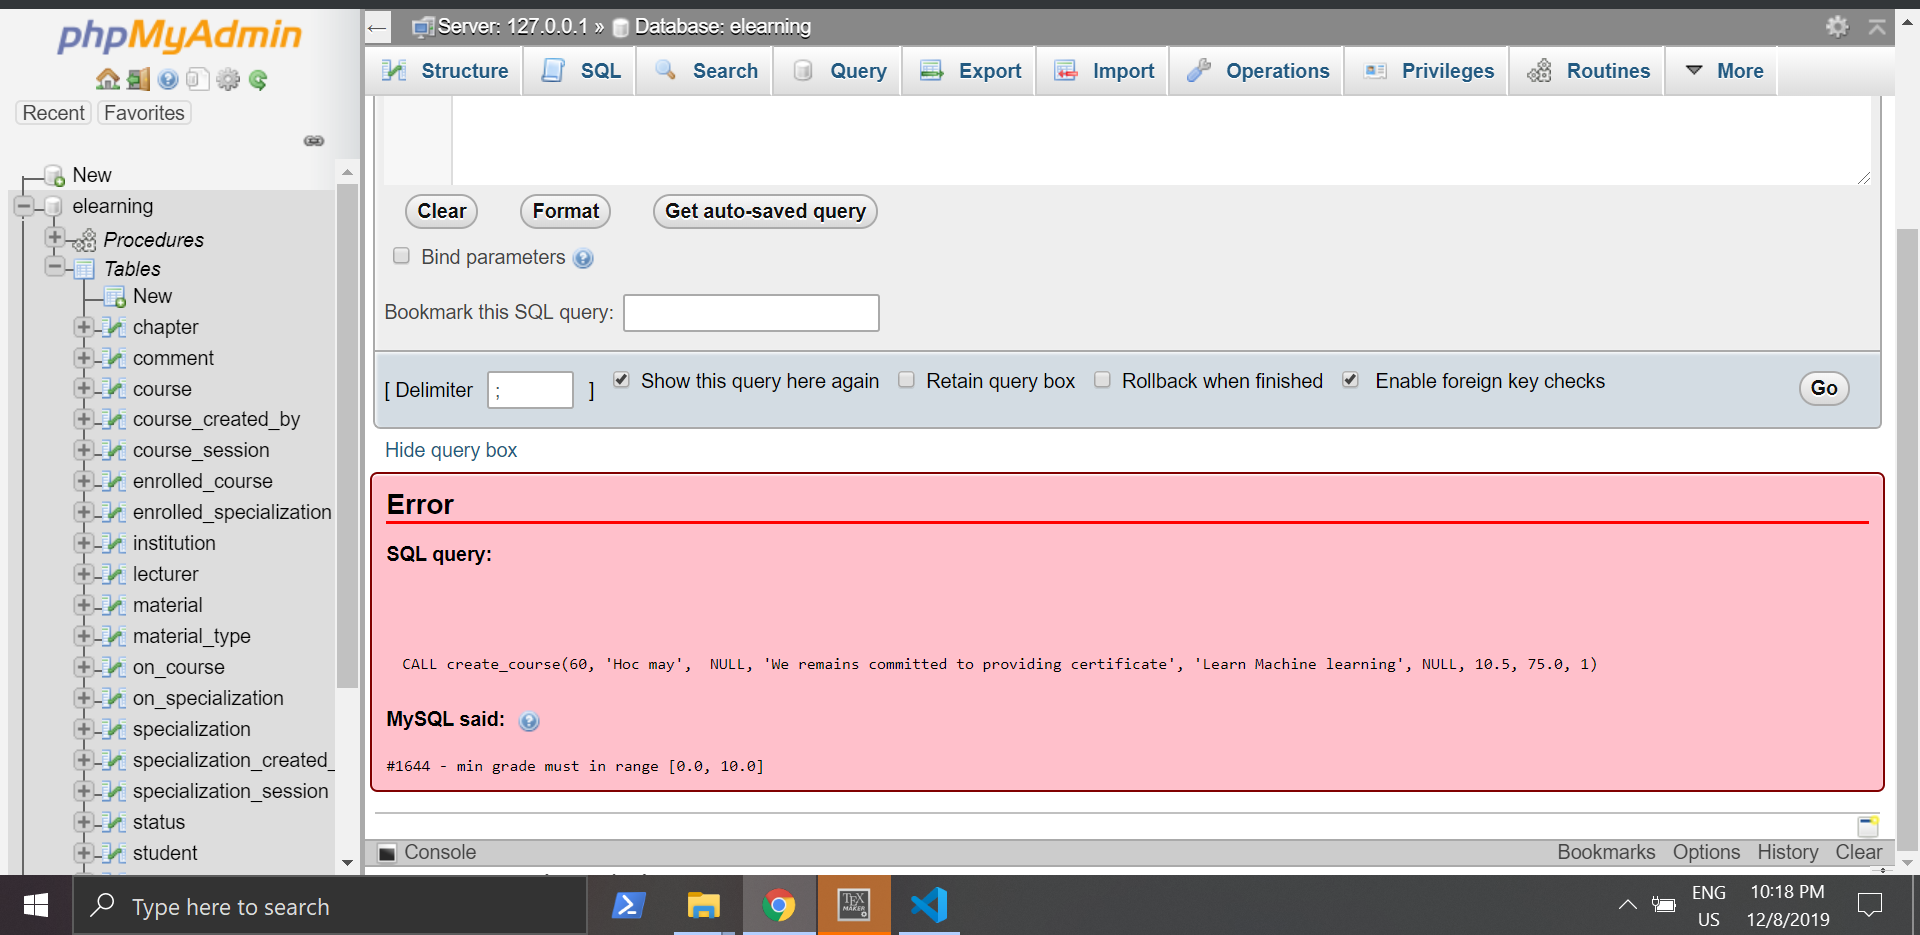 phpMyAdmin
Recent
Favorites
New
elearning
Procedures
Tables
New
chapter
comment
course
course_created_by
course_session
enrolled_course
enrolled_specialization
institution
lecturer
material
material_type
on_course
on_specialization
specialization
specialization_created_
specialization_session
status
student
Server: 127.0.0.1 » Database: elearning
Structure
SQL
Search
Query
Export
Import
Operations
Privileges
Routines
More
Clear
Format
Get auto-saved query
Bind parameters
Bookmark this SQL query:
[ Delimiter ; ]
Show this query here again
Retain query box
Rollback when finished
Enable foreign key checks
Go
Hide query box
Error
SQL query:
CALL create_course(60, 'Hoc may',  NULL, 'We remains committed to providing certificate', 'Learn Machine learning', NULL, 10.5, 75.0, 1)
MySQL said:
#1644 - min grade must in range [0.0, 10.0]
Console
Bookmarks
Options
History
Clear
Type here to search
TEX
MAKER
ENG
US
10:18 PM
12/8/2019